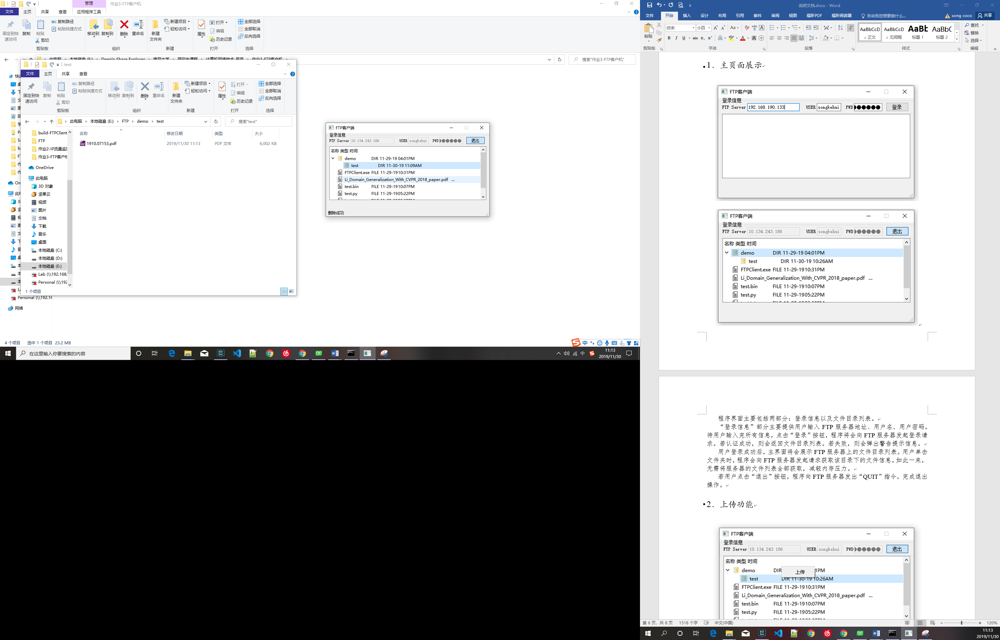 管理
作业3-FTP客户机
文件 主页 共享 查看 应用程序工具
固定到快速访问 复制 粘贴 复制路径 粘贴快捷方式 剪切 移动到 复制到 删除 重命名 新建文件夹 新建项目 轻松访问 属性 打开 编辑 历史记录 全部选择 全部取消 反向选择
剪贴板 组织 新建 打开 选择
此电脑 本地磁盘 (E:) Deepin Share Explorer 南开大学 研究生课程 计算机网络技术-吴英 作业3-FTP客户机
搜索"作业3-FTP客户机"
test
文件 主页 共享 查看
固定到快速访问 复制 粘贴 复制路径 粘贴快捷方式 剪切 移动到 复制到 删除 重命名 新建文件夹 新建项目 轻松访问 属性 打开 编辑 历史记录 全部选择 全部取消 反向选择
剪贴板 组织 新建 打开 选择
此电脑 本地磁盘 (E:) FTP demo test
搜索"test"
名称 修改日期 类型 大小
1910.07153.pdf 2019/11/30 11:13 PDF 文件 6,002 KB
build-FTPClient
FTP
作业2-IP流量监
作业3-FTP客户机
OneDrive
此电脑
3D 对象
坚果云
视频
图片
文档
下载
音乐
桌面
本地磁盘 (C:)
本地磁盘 (D:)
本地磁盘 (E:)
Lab (\\192.168.
Personal (\\192
1 个项目
Personal (\\192.16
网络
4 个项目 选中 1 个项目 23.2 MB
FTP客户端
登录信息
FTP Server 10.134.243.186 USER songkehui PWD 退出
名称 类型 时间
demo DIR 11-29-19 04:01PM
test DIR 11-30-19 11:09AM
FTPClient.exe FILE 11-29-1910:31PM
Li_Domain_Generalization_With_CVPR_2018_paper.pdf ...
test.bin FILE 11-29-1910:07PM
test.py FILE 11-29-1905:22PM
删除成功
中
在这里输入你要搜索的内容
中 11:13
2019/11/30
说明文档.docx - Word
文件 开始 插入 设计 布局 引用 邮件 审阅 视图 福昕PDF 福昕阅读器 告诉我您想要做什么... song coco 共享
粘贴 仿宋 小四 AaBbCcD AaBbCcD AaBb AaBbC 查找
正文 无间隔 标题 1 标题 2 替换
选择
剪贴板 字体 段落 样式 编辑
1. 主页面展示
FTP客户端
登录信息
FTP Server 192.168.190.133 USER songkehui PWD 登录
FTP客户端
登录信息
FTP Server 10.134.243.186 USER songkehui PWD 退出
名称 类型 时间
demo DIR 11-29-19 04:01PM
test DIR 11-30-19 10:26AM
FTPClient.exe FILE 11-29-1910:31PM
Li_Domain_Generalization_With_CVPR_2018_paper.pdf ...
test.bin FILE 11-29-1910:07PM
test.py FILE 11-29-1905:22PM
程序界面主要包括两部分：登录信息以及文件目录列表。
“登录信息”部分主要提供用户输入 FTP 服务器地址、用户名、用户密码。
待用户输入完所有信息，点击“登录”按钮，程序将会向 FTP 服务器发起登录请
求。若认证成功，则会返回文件目录列表。若失败，则会弹出警告提示信息。
用户登录成功后，主界面将会展示 FTP 服务器上的文件目录列表。用户单击
文件夹时，程序会向 FTP 服务器发起请求获取该目录下的文件信息。如此一来，
无需将服务器的文件列表全部获取，减轻内存压力。
若用户点击“退出”按钮，程序向 FTP 服务器发出“QUIT”指令，完成退出
操作。
2. 上传功能
FTP客户端
登录信息
FTP Server 10.134.243.186 USER songkehui PWD 退出
名称 类型 时间
demo DIR 1PM
上传
test DIR 11-30-19 10:26AM
FTPClient.exe FILE 11-29-1910:31PM
Li_Domain_Generalization_With_CVPR_2018_paper.pdf ...
test.bin FILE 11-29-1910:07PM
test.py FILE 11-29-1905:22PM
第 6 页，共 8 页 1518 个字 中文(中国) 120%
11:13
2019/11/30